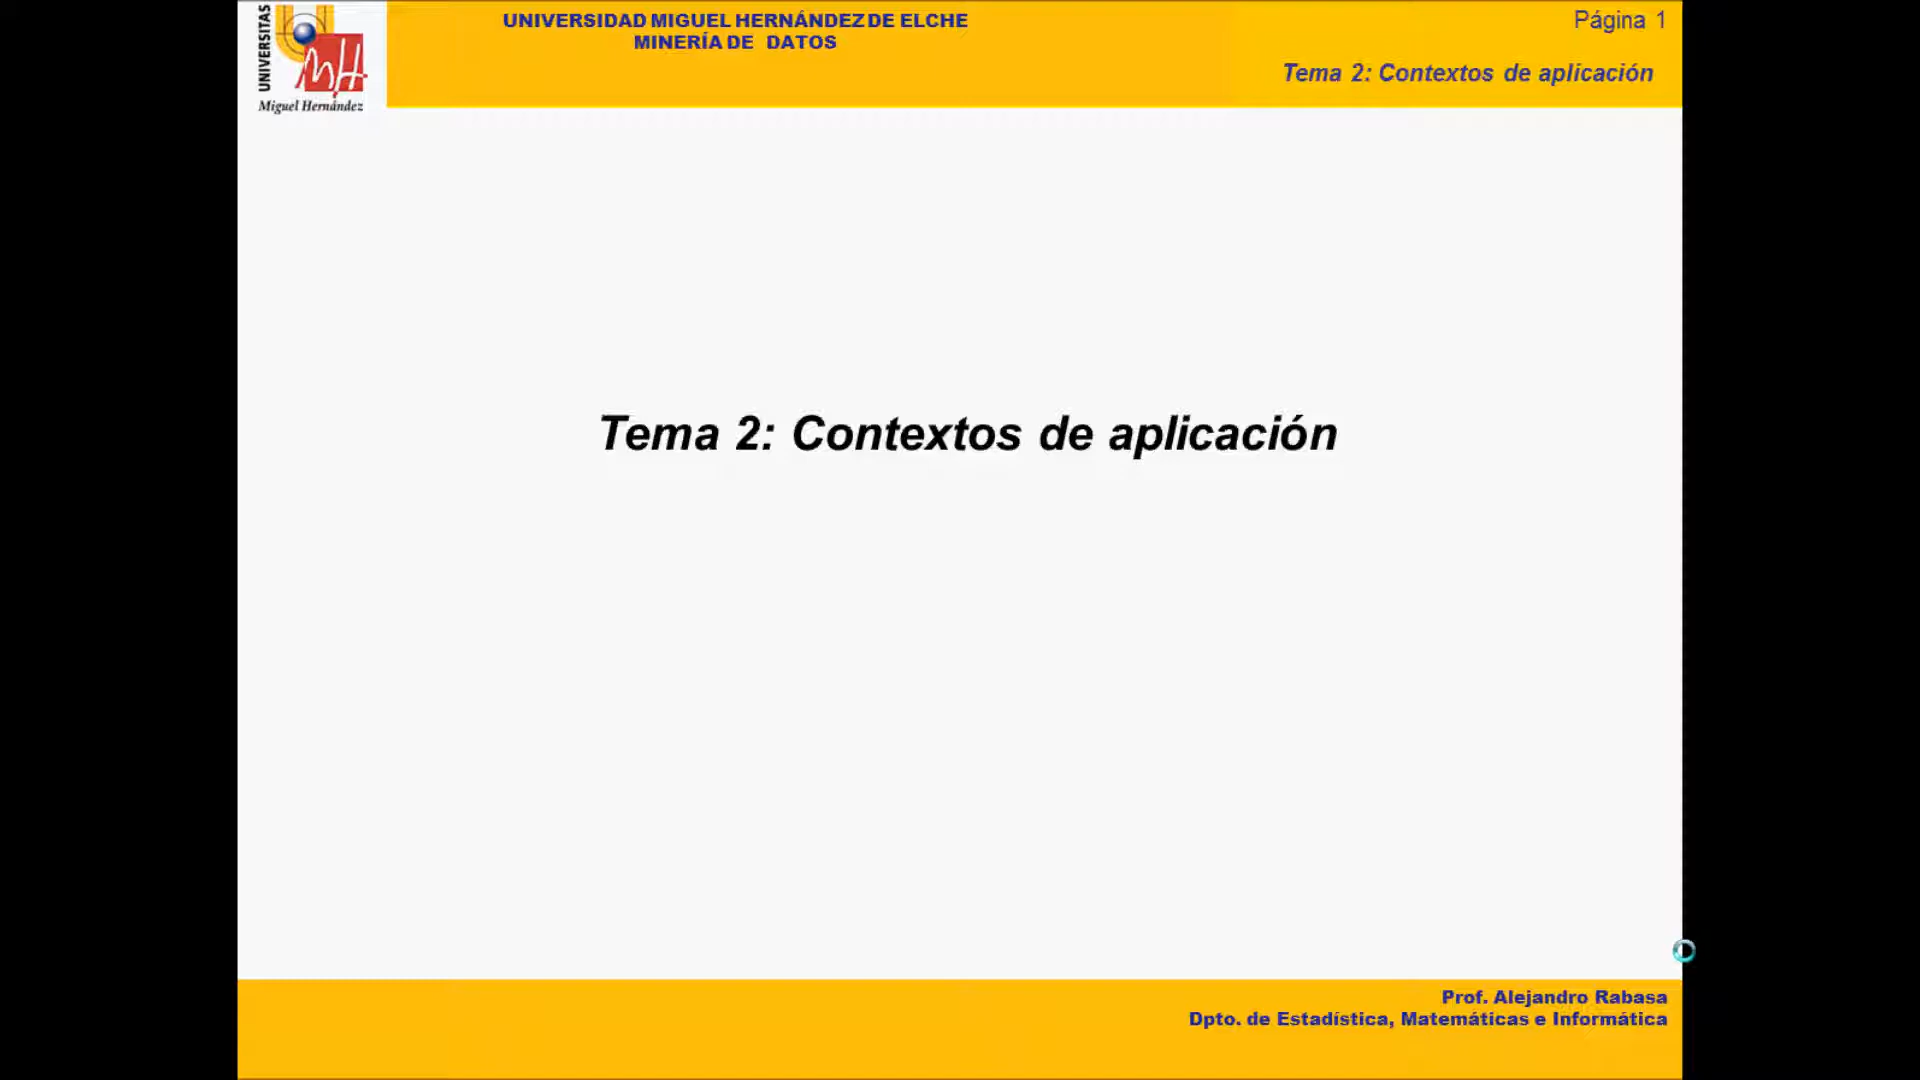 UNIVERSITAS
Miguel Hernández
UNIVERSIDAD MIGUEL HERNÁNDEZ DE ELCHE
MINERÍA DE DATOS
Página 1
Tema 2: Contextos de aplicación
Tema 2: Contextos de aplicación
Prof. Alejandro Rabasa
Dpto. de Estadística, Matemáticas e Informática